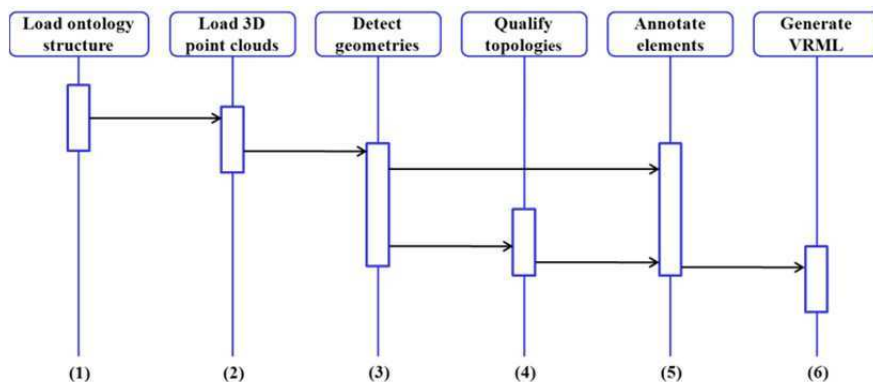 Load ontology
structure
Load 3D
point clouds
Detect
geometries
Qualify
topologies
Annotate
elements
Generate
VRML
(1)
(2)
(3)
(4)
(5)
(6)